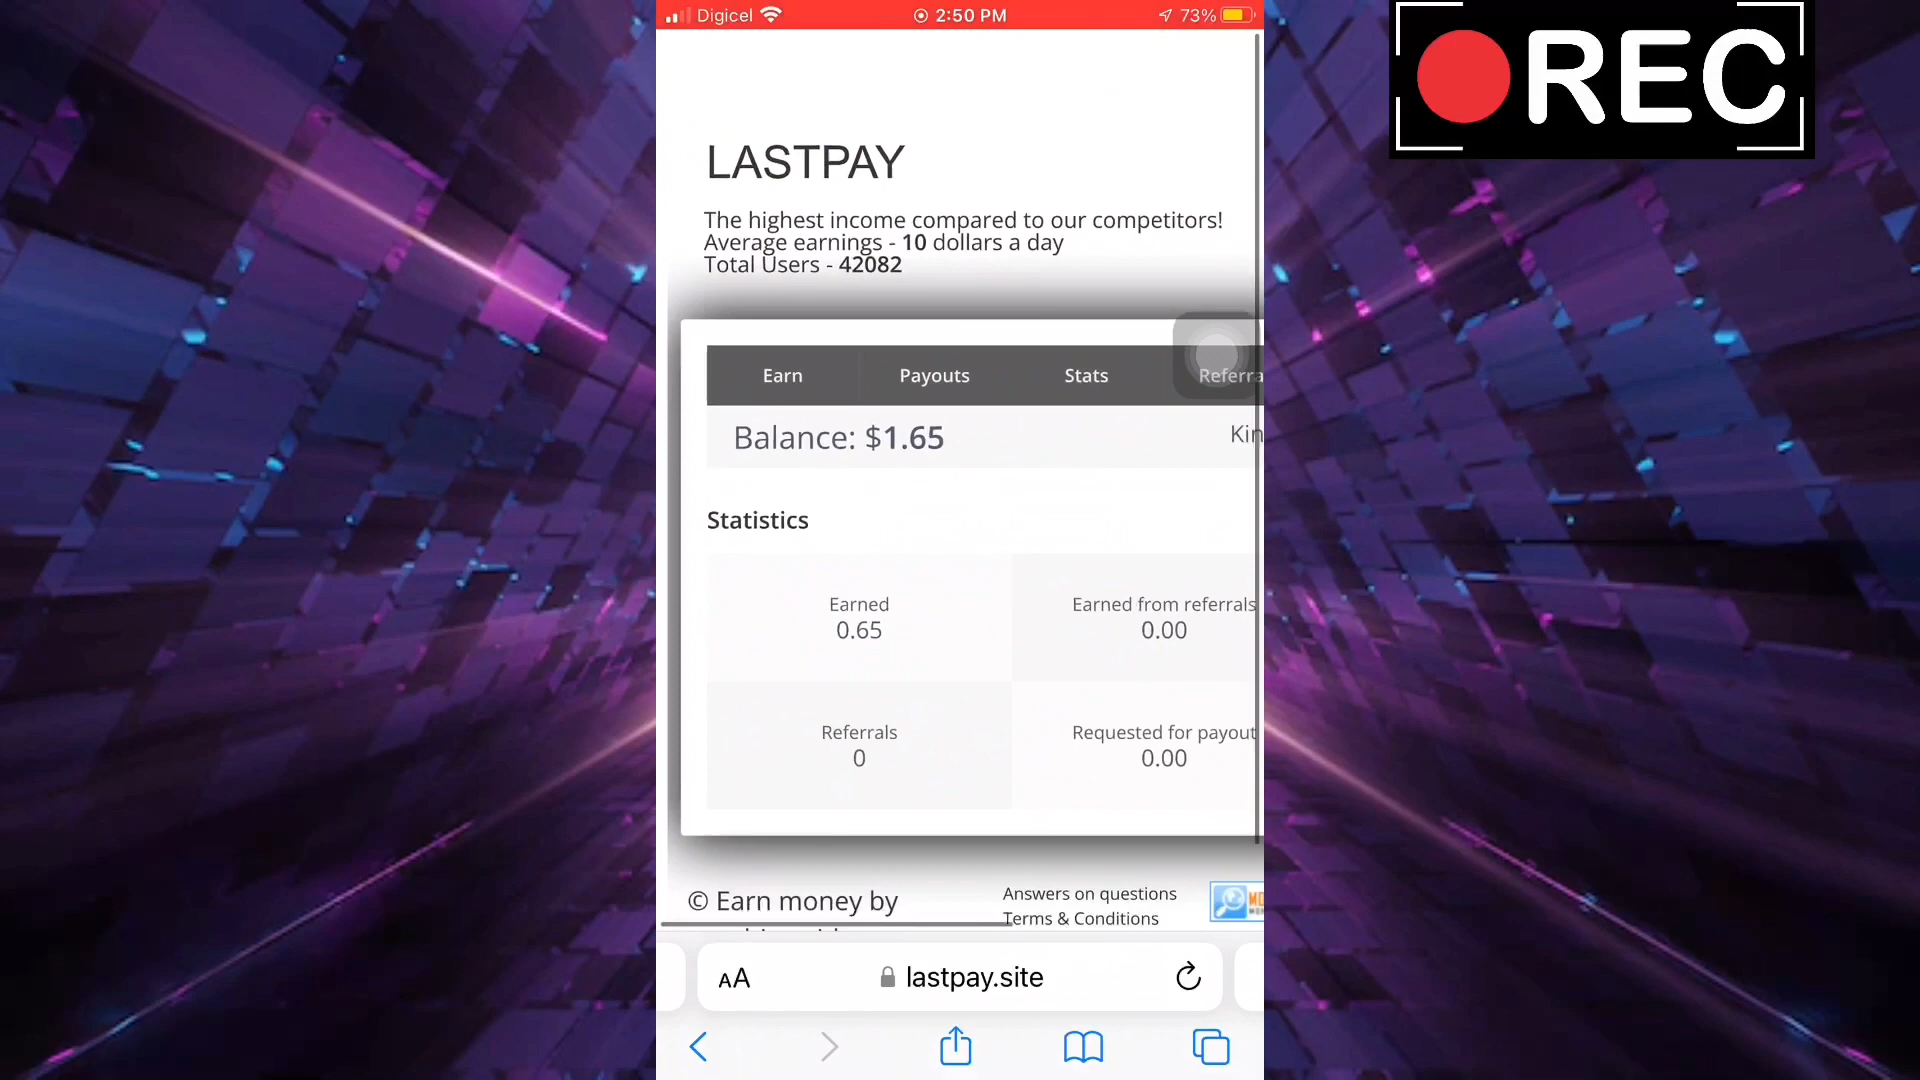 Digicel
2:50 PM
73%
REC
LASTPAY
The highest income compared to our competitors!
Average earnings - 10 dollars a day
Total Users - 42082
Earn
Payouts
Stats
Referra
Balance: $1.65
Kin
Statistics
Earned
0.65
Earned from referrals
0.00
Referrals
0
Requested for payout
0.00
© Earn money by
Answers on questions
Terms & Conditions
AA
lastpay.site